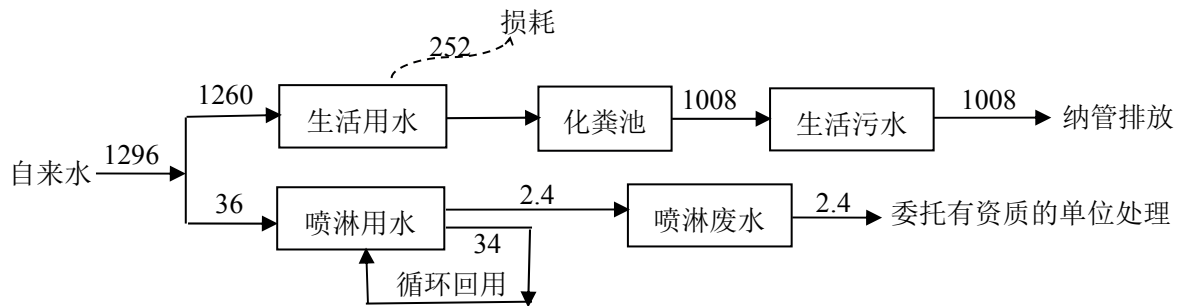 损耗
252
1260
生活用水
化粪池
1008
生活污水
1008
纳管排放
自来水
1296
36
喷淋用水
2.4
喷淋废水
2.4
委托有资质的单位处理
34
循环回用